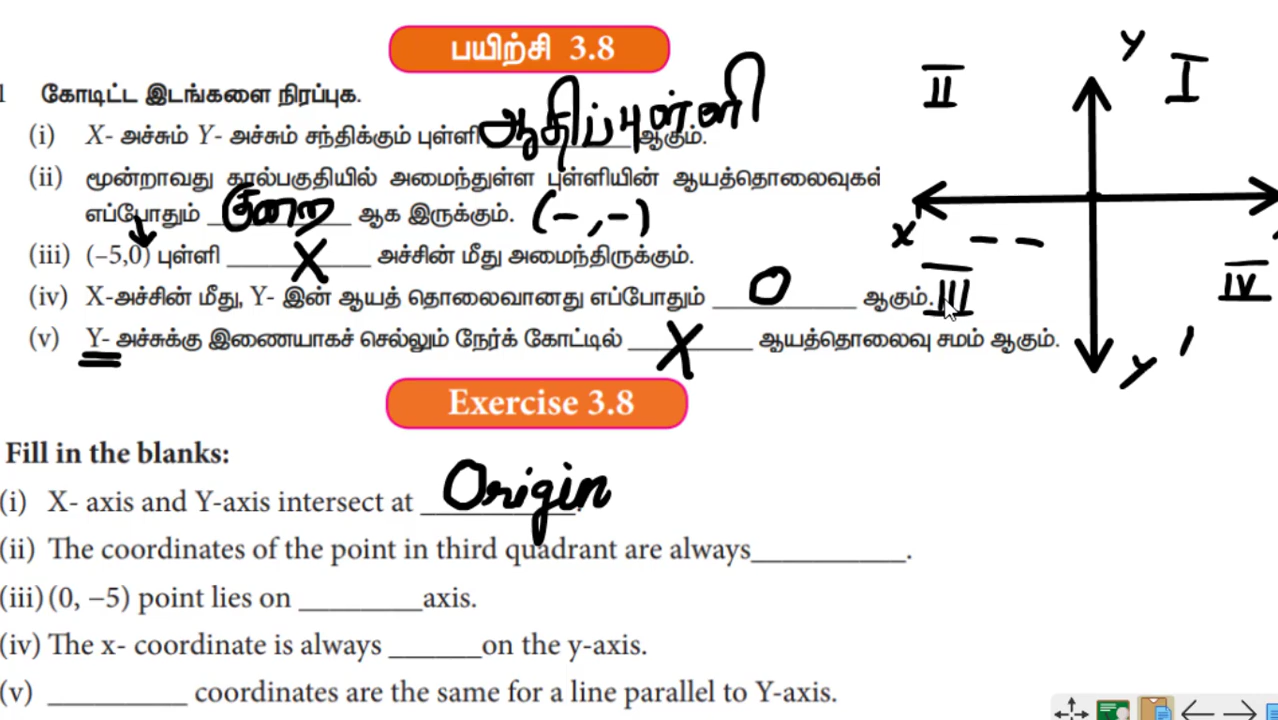 பயிற்சி 3.8
1 கோடிட்ட இடங்களை நிரப்புக.
(i) X- அச்சும் Y- அச்சும் சந்திக்கும் புள்ளி ஆதிப்புள்ளி ஆகும்.
(ii) மூன்றாவது கால்பகுதியில் அமைந்துள்ள புள்ளியின் ஆயத்தொலைவுகள்
எப்போதும் குறை ஆக இருக்கும். (−,−)
(iii) (−5,0) புள்ளி X அச்சின் மீது அமைந்திருக்கும்.
(iv) X-அச்சின் மீது, Y- இன் ஆயத் தொலைவானது எப்போதும் 0 ஆகும்.
(v) Y- அச்சுக்கு இணையாகச் செல்லும் நேர்க் கோட்டில் X ஆயத்தொலைவு சமம் ஆகும்.
y
II I
x' − −
III IV
y'
Exercise 3.8
Fill in the blanks:
(i) X- axis and Y-axis intersect at Origin.
(ii) The coordinates of the point in third quadrant are always__________.
(iii) (0, −5) point lies on ________axis.
(iv) The x- coordinate is always ______on the y-axis.
(v) _________ coordinates are the same for a line parallel to Y-axis.